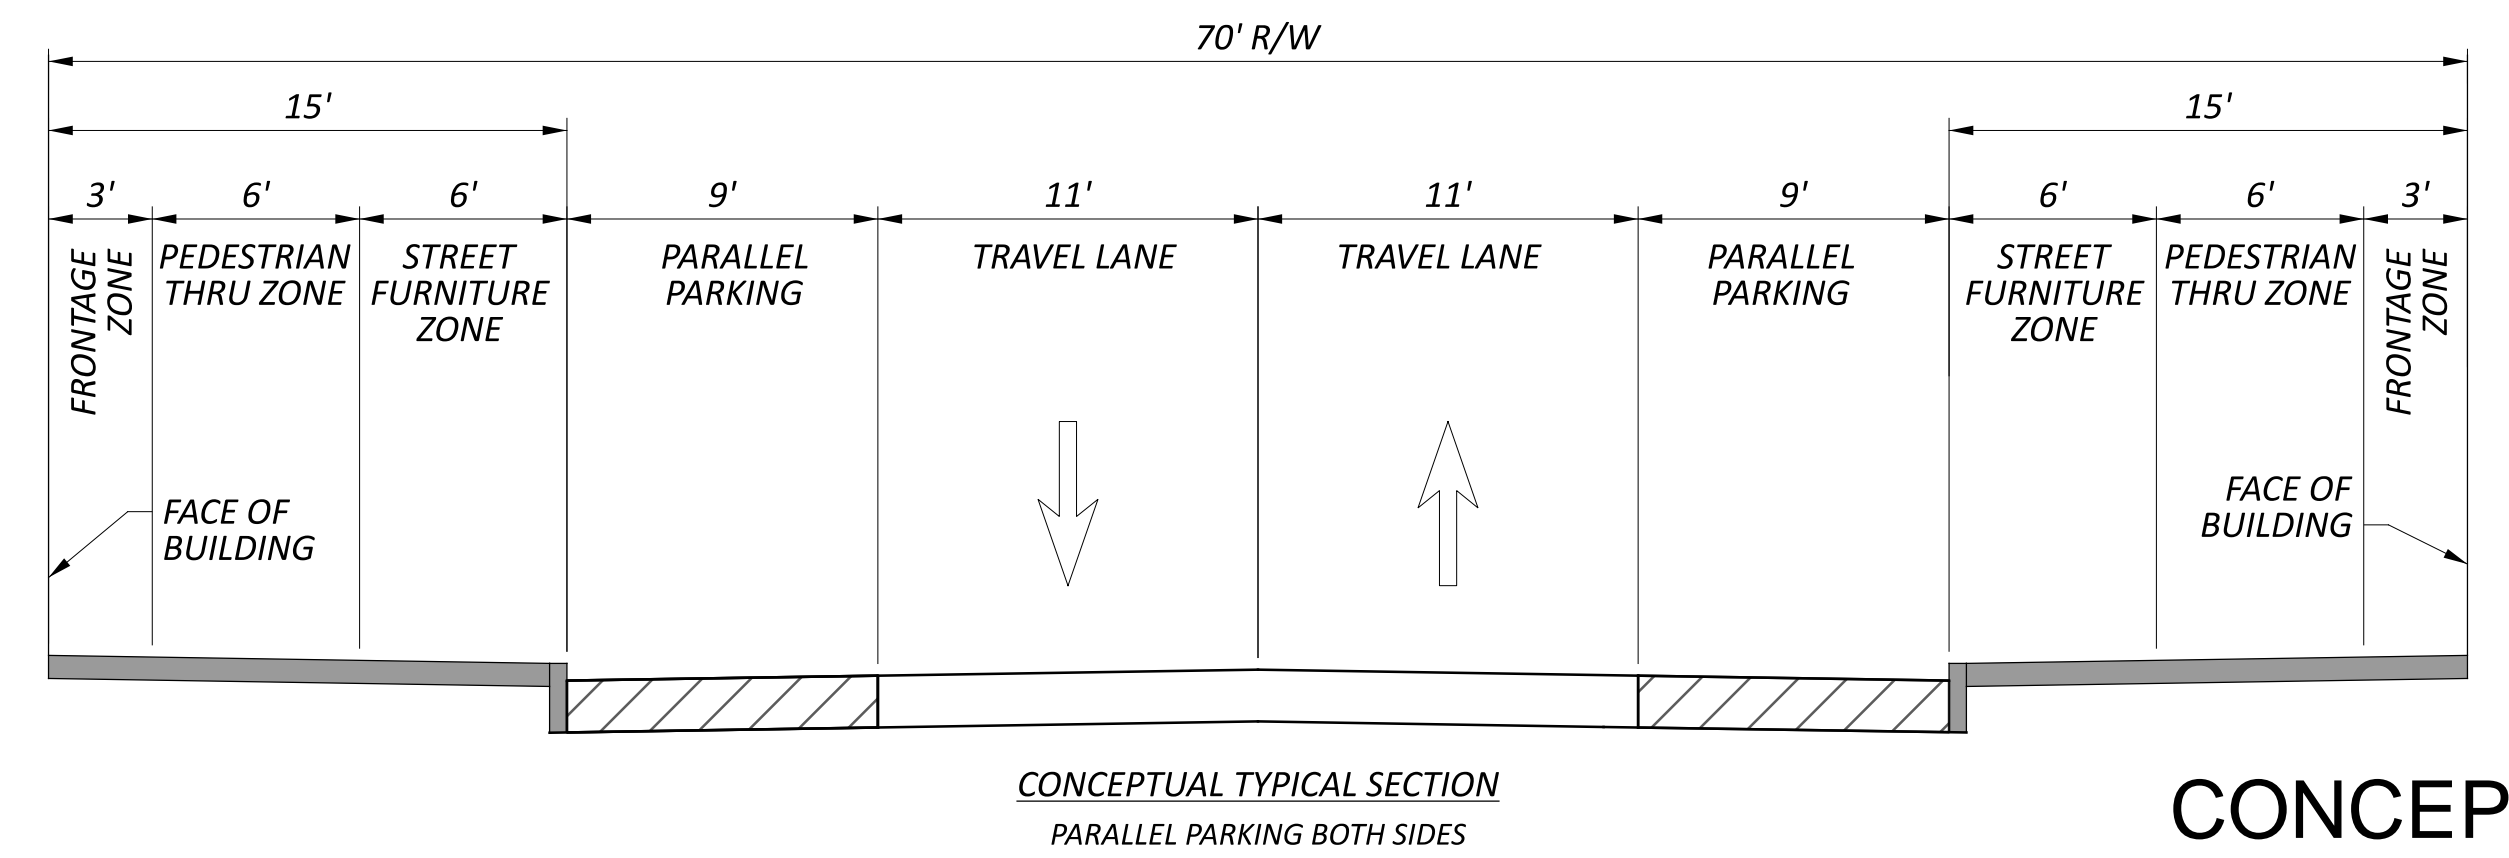 70' R/W
15'
15'
3'
6'
6'
9'
11'
11'
9'
6'
6'
3'
FRONTAGE
ZONE
PEDESTRIAN
THRU ZONE
STREET
FURNITURE
ZONE
PARALLEL
PARKING
TRAVEL LANE
TRAVEL LANE
PARALLEL
PARKING
STREET
FURNITURE
ZONE
PEDESTRIAN
THRU ZONE
FRONTAGE
ZONE
FACE OF
BUILDING
FACE OF
BUILDING
CONCEPTUAL TYPICAL SECTION
PARALLEL PARKING BOTH SIDES
CONCEP